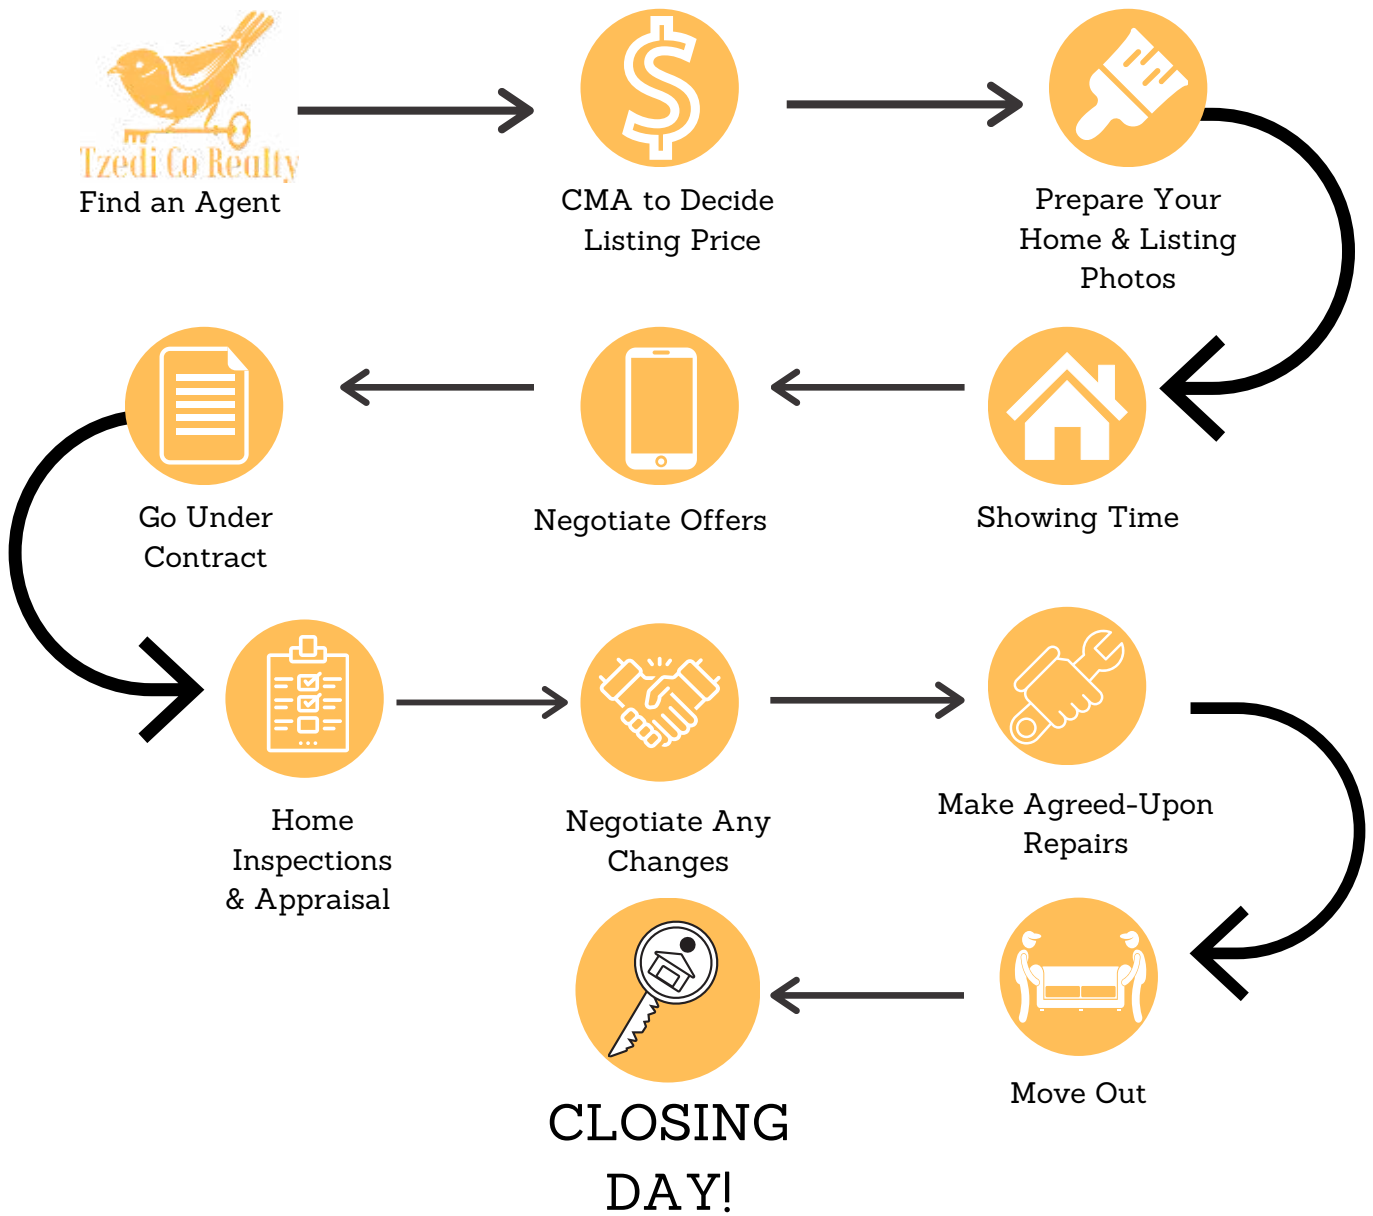 Tzedi Co Realty
Find an Agent
CMA to Decide
Listing Price
Prepare Your
Home & Listing
Photos
Showing Time
Negotiate Offers
Go Under
Contract
Home
Inspections
& Appraisal
Negotiate Any
Changes
Make Agreed-Upon
Repairs
Move Out
CLOSING
DAY!